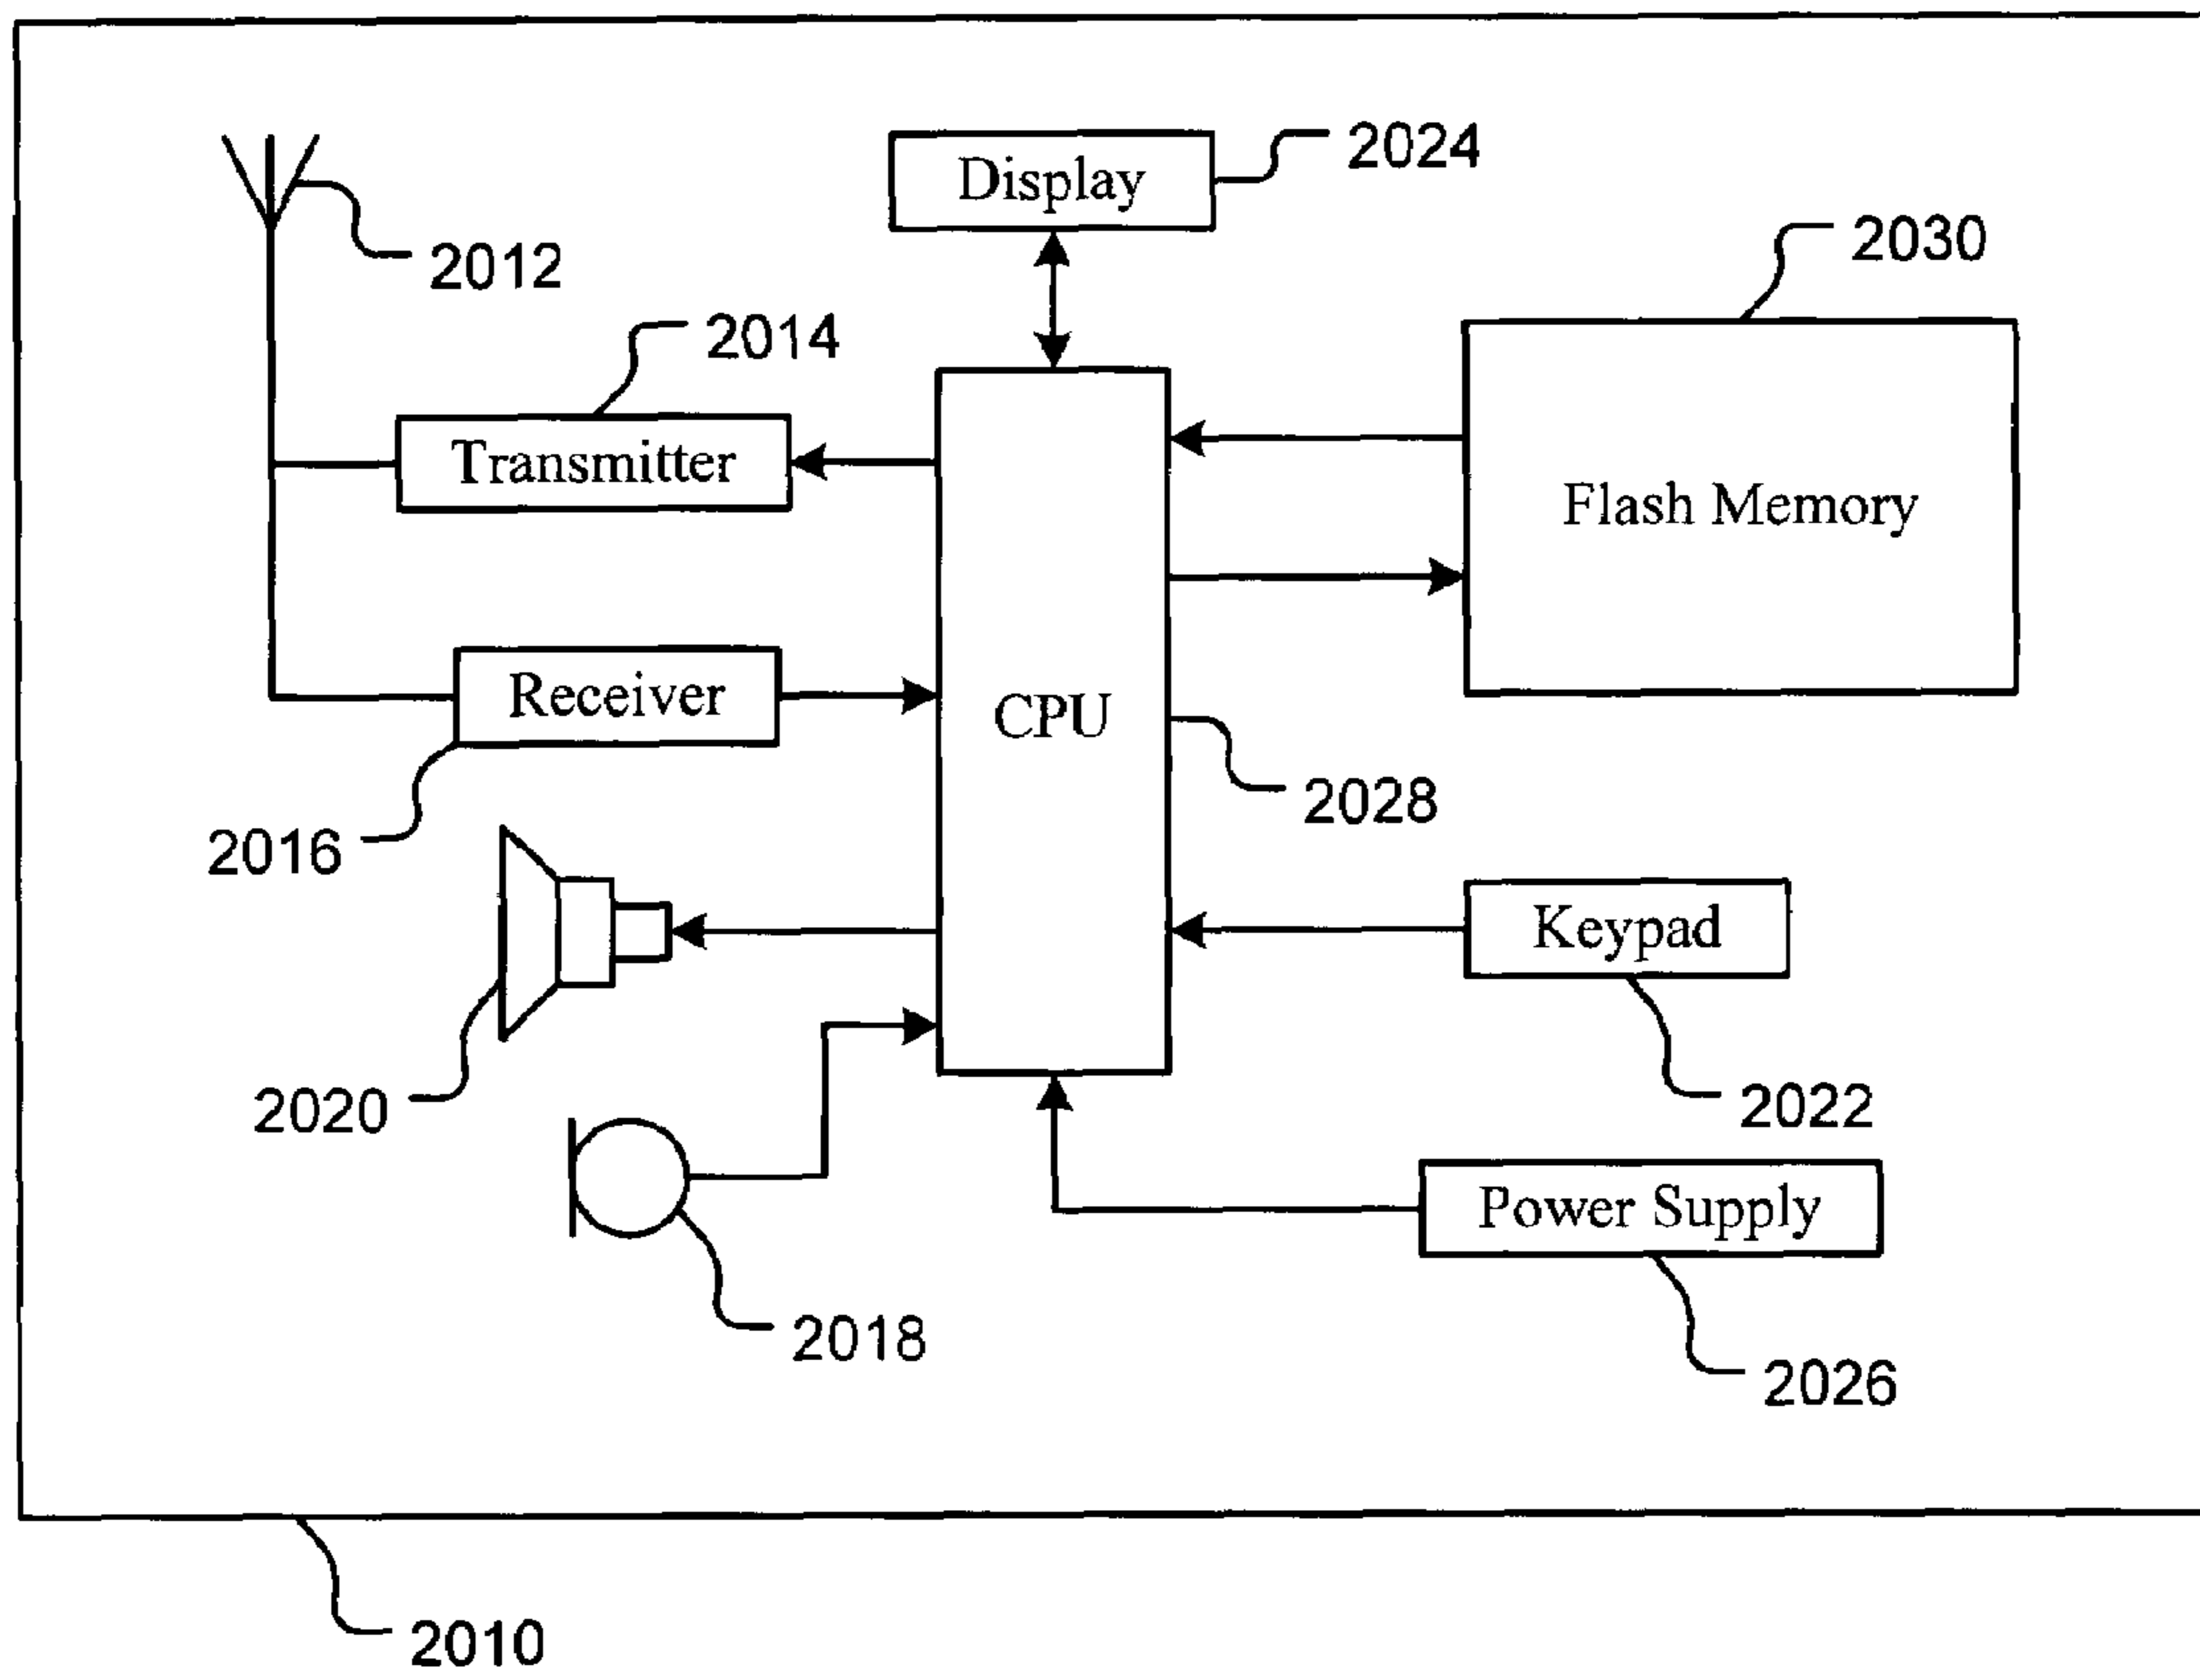 2024
Display
2030
2012
2014
Transmitter
Flash Memory
Receiver
CPU
2028
2016
Keypad
2020
2022
Power Supply
2018
2026
2010